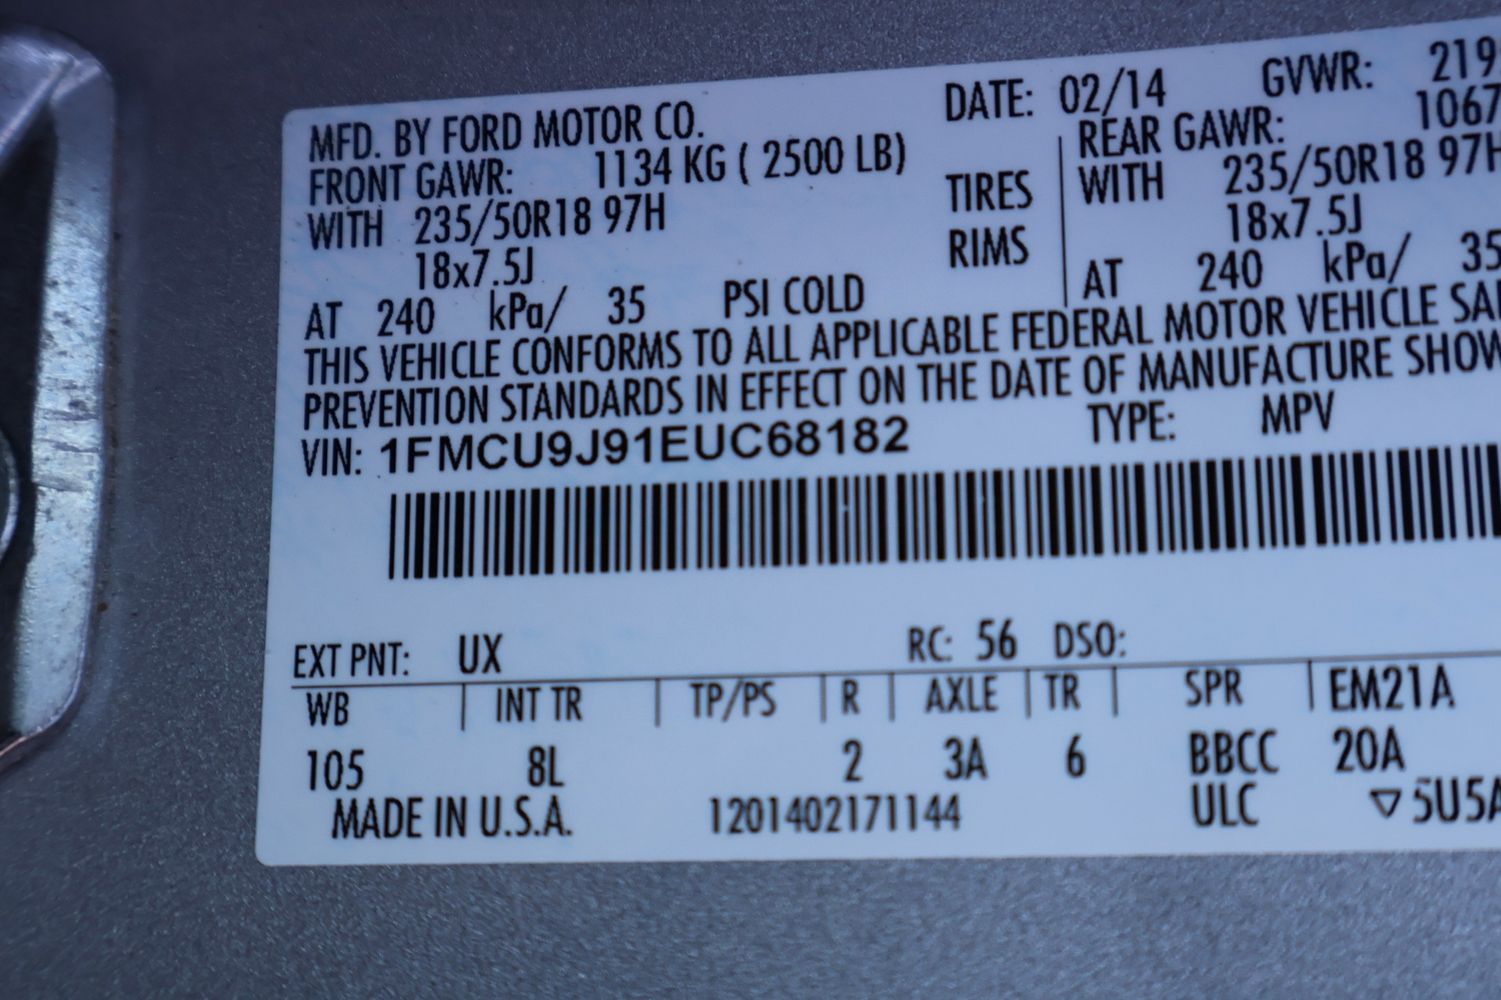 MFD. BY FORD MOTOR CO. DATE: 02/14 GVWR: 219
FRONT GAWR: 1134 KG ( 2500 LB) REAR GAWR: 1067
WITH 235/50R18 97H TIRES WITH 235/50R18 97H
18x7.5J RIMS 18x7.5J
AT 240 kPa/ 35 PSI COLD AT 240 kPa/ 35
THIS VEHICLE CONFORMS TO ALL APPLICABLE FEDERAL MOTOR VEHICLE SA
PREVENTION STANDARDS IN EFFECT ON THE DATE OF MANUFACTURE SHOW
VIN: 1FMCU9J91EUC68182 TYPE: MPV
EXT PNT: UX RC: 56 DSO:
WB INT TR TP/PS R AXLE TR SPR EM21A
105 8L 2 3A 6 BBCC 20A
MADE IN U.S.A. 1201402171144 ULC ▽5U5A